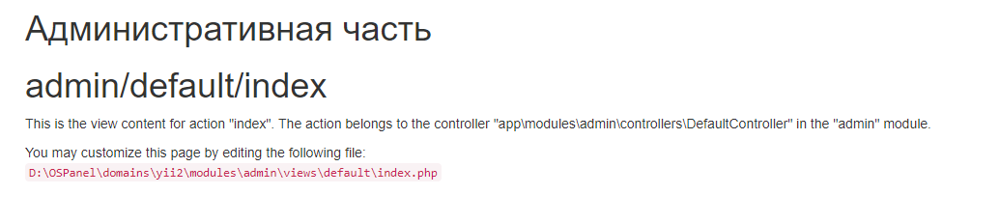 Административная часть
admin/default/index
This is the view content for action "index". The action belongs to the controller "app\modules\admin\controllers\DefaultController" in the "admin" module.
You may customize this page by editing the following file:
D:\OSPanel\domains\yii2\modules\admin\views\default\index.php